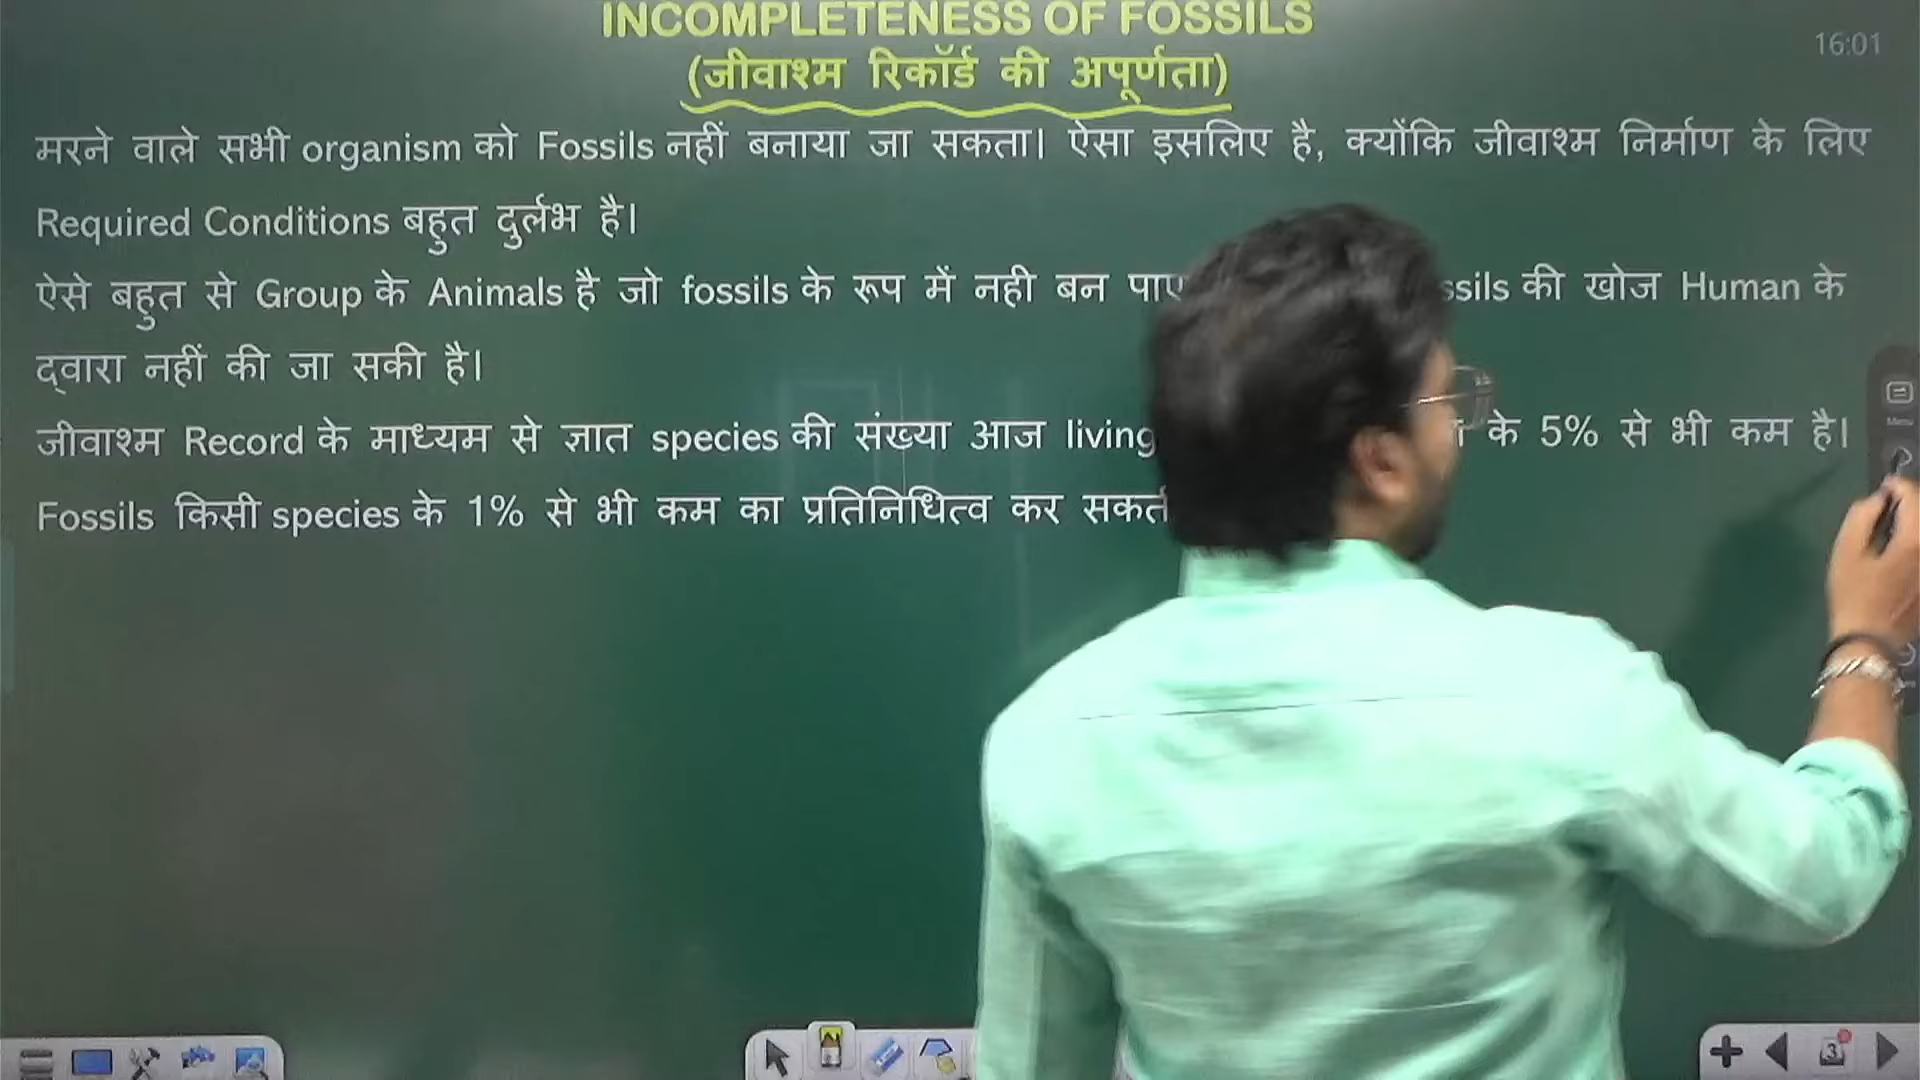 INCOMPLETENESS OF FOSSILS
(जीवाश्म रिकॉर्ड की अपूर्णता)
16:01
मरने वाले सभी organism को Fossils नहीं बनाया जा सकता। ऐसा इसलिए है, क्योंकि जीवाश्म निर्माण के लिए
Required Conditions बहुत दुर्लभ है।
ऐसे बहुत से Group के Animals है जो fossils के रूप में नही बन पाए की खोज Human के
द्वारा नहीं की जा सकी है।
जीवाश्म Record के माध्यम से ज्ञात species की संख्या आज living के 5% से भी कम है।
Fossils किसी species के 1% से भी कम का प्रतिनिधित्व कर
Menu
3